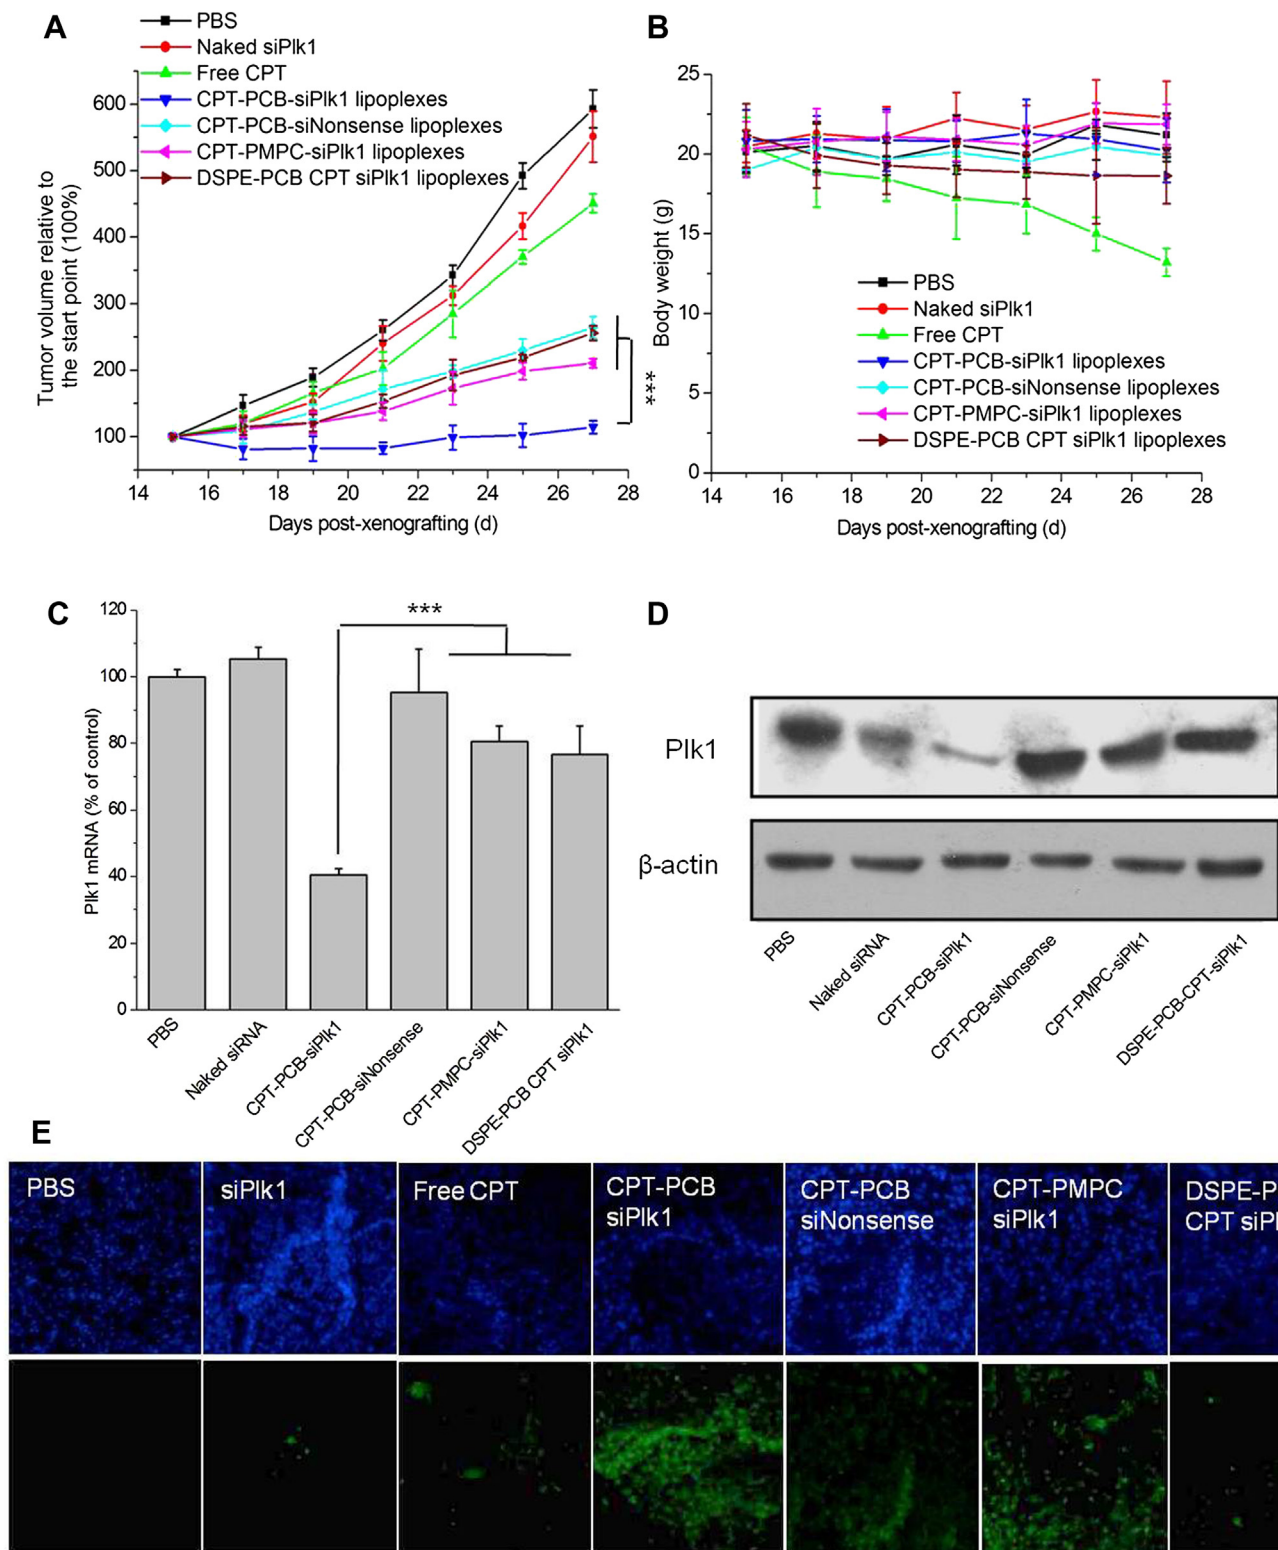 A
PBS
Naked siPlk1
Free CPT
CPT-PCB-siPlk1 lipoplexes
CPT-PCB-siNonsense lipoplexes
CPT-PMPC-siPlk1 lipoplexes
DSPE-PCB CPT siPlk1 lipoplexes
Tumor volume relative to
the start point (100%)
600
500
400
300
200
100
***
14 16 18 20 22 24 26 28
Days post-xenografting (d)
B
Body weight (g)
25
20
15
10
5
0
PBS
Naked siPlk1
Free CPT
CPT-PCB-siPlk1 lipoplexes
CPT-PCB-siNonsense lipoplexes
CPT-PMPC-siPlk1 lipoplexes
DSPE-PCB CPT siPlk1 lipoplexes
14 16 18 20 22 24 26 28
Days post-xenografting (d)
C
Plk1 mRNA (% of control)
120
100
80
60
40
20
0
***
PBS
Naked siRNA
CPT-PCB-siPlk1
CPT-PCB-siNonsense
CPT-PMPC-siPlk1
DSPE-PCB CPT siPlk1
D
Plk1
β-actin
PBS
Naked siRNA
CPT-PCB-siPlk1
CPT-PCB-siNonsense
CPT-PMPC-siPlk1
DSPE-PCB-CPT-siPlk1
E
PBS
siPlk1
Free CPT
CPT-PCB
siPlk1
CPT-PCB
siNonsense
CPT-PMPC
siPlk1
DSPE-P
CPT siPl